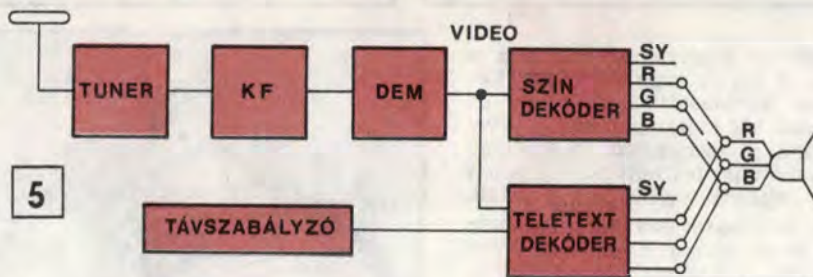 VIDEO
TUNER
KF
DEM
SZÍN
DEKÓDER
SY
R
G
B
R
G
B
5
TÁVSZABÁLYZÓ
TELETEXT
DEKÓDER
SY